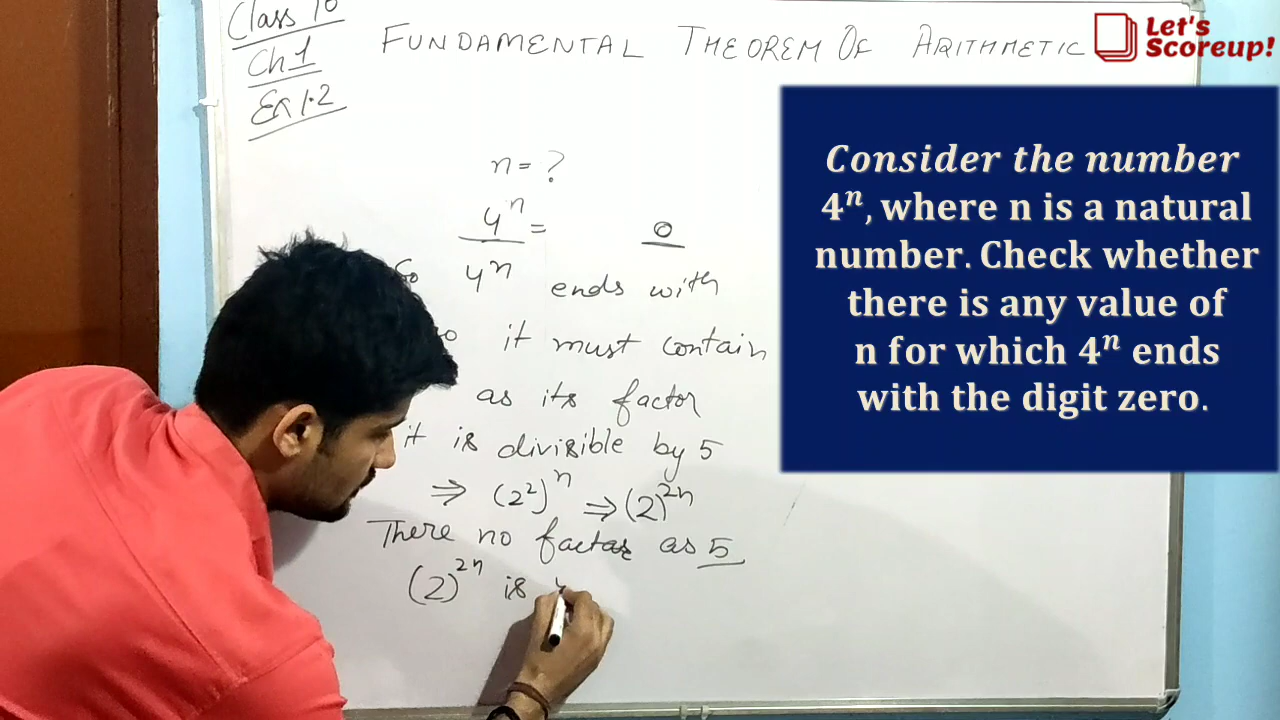 Class 10
Ch 1
Ex 1.2
FUNDAMENTAL THEOREM OF ARITHMETIC
Let's
Scoreup!
n = ?
4ⁿ = 0
So 4ⁿ ends with
it must contain
as its factor
it is divisible by 5
⇒ (2²)ⁿ ⇒ (2)²ⁿ
There no factor as 5
(2)²ⁿ is
Consider the number
4ⁿ, where n is a natural
number. Check whether
there is any value of
n for which 4ⁿ ends
with the digit zero.